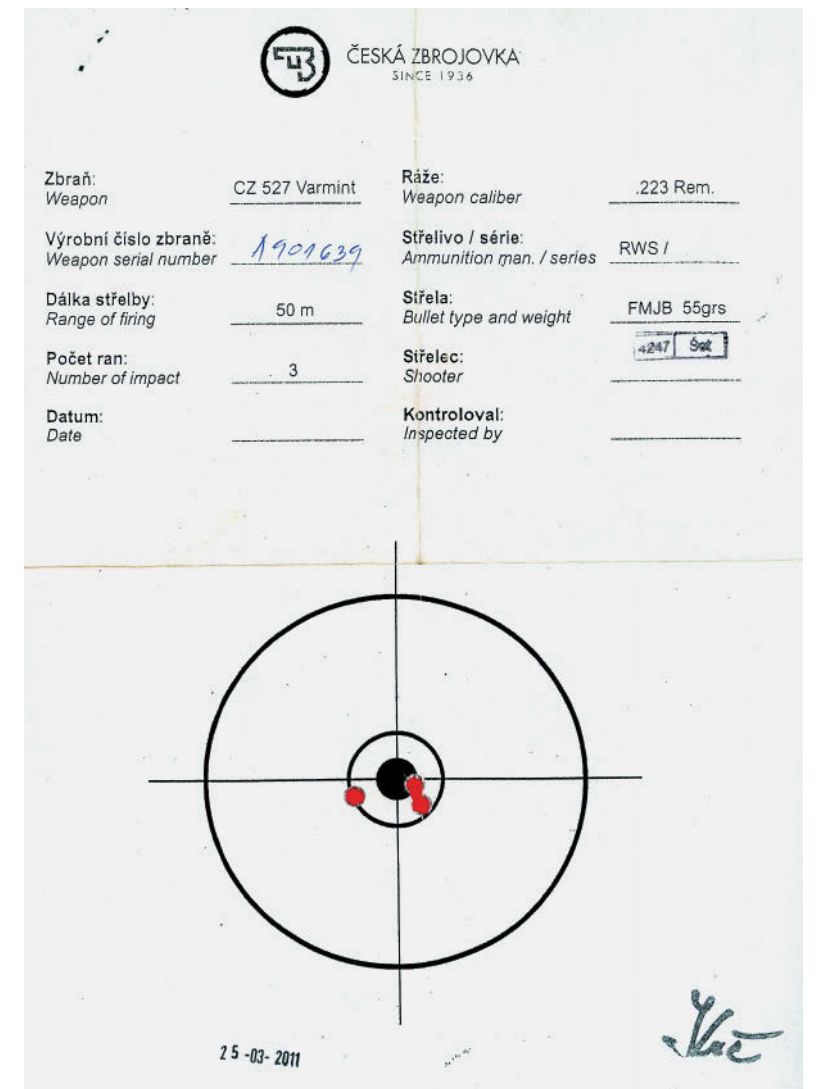 ČESKÁ ZBROJOVKA
SINCE 1936
Zbraň:
Weapon
CZ 527 Varmint
Ráže:
Weapon caliber
.223 Rem.
Výrobní číslo zbraně:
Weapon serial number
1901639
Střelivo / série:
Ammunition man. / series
RWS /
Dálka střelby:
Range of firing
50 m
Střela:
Bullet type and weight
FMJB 55grs
Počet ran:
Number of impact
3
Střelec:
Shooter
4247
Datum:
Date
Kontroloval:
Inspected by
25 -03- 2011